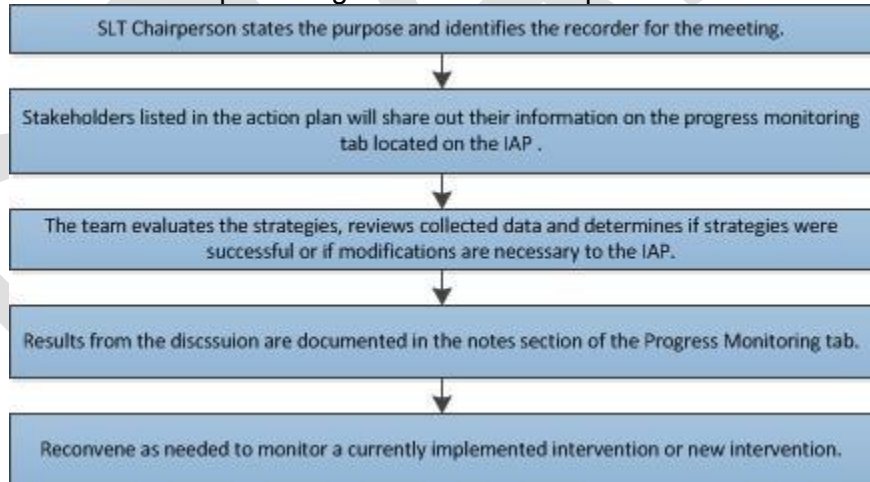 SLT Chairperson states the purpose and identifies the recorder for the meeting.
Stakeholders listed in the action plan will share out their information on the progress monitoring
tab located on the IAP .
The team evaluates the strategies, reviews collected data and determines if strategies were
successful or if modifications are necessary to the IAP.
Results from the discssuion are documented in the notes section of the Progress Monitoring tab.
Reconvene as needed to monitor a currently implemented intervention or new intervention.